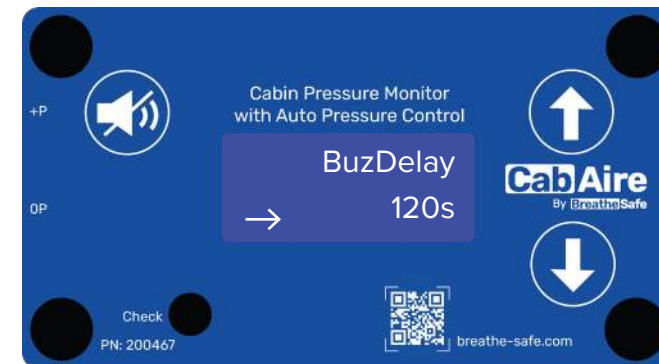 Cabin Pressure Monitor
with Auto Pressure Control
+P
BuzDelay
→ 120s
CabAire
By BreatheSafe
0P
Check
PN: 200467
breathe-safe.com